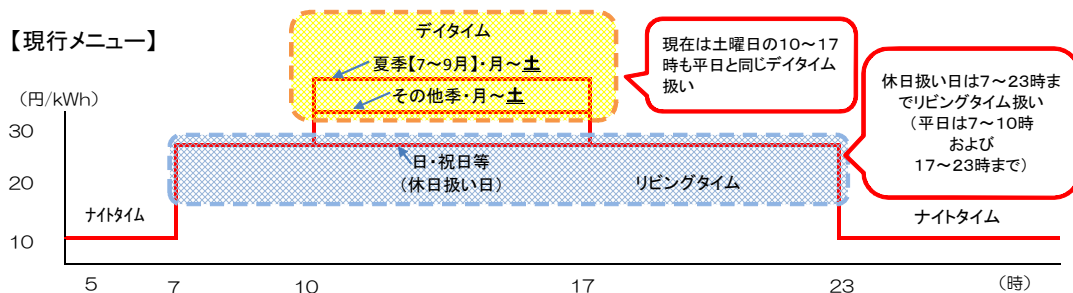 【現行メニュー】
デイタイム
夏季【7～9月】・月～土
その他季・月～土
現在は土曜日の10～17
時も平日と同じデイタイム
扱い
休日扱い日は7～23時ま
でリビングタイム扱い
（平日は7～10時
および
17～23時まで）
（円/kWh）
30
20
10
日・祝日等
（休日扱い日）
リビングタイム
ナイトタイム
ナイトタイム
5
7
10
17
23
（時）